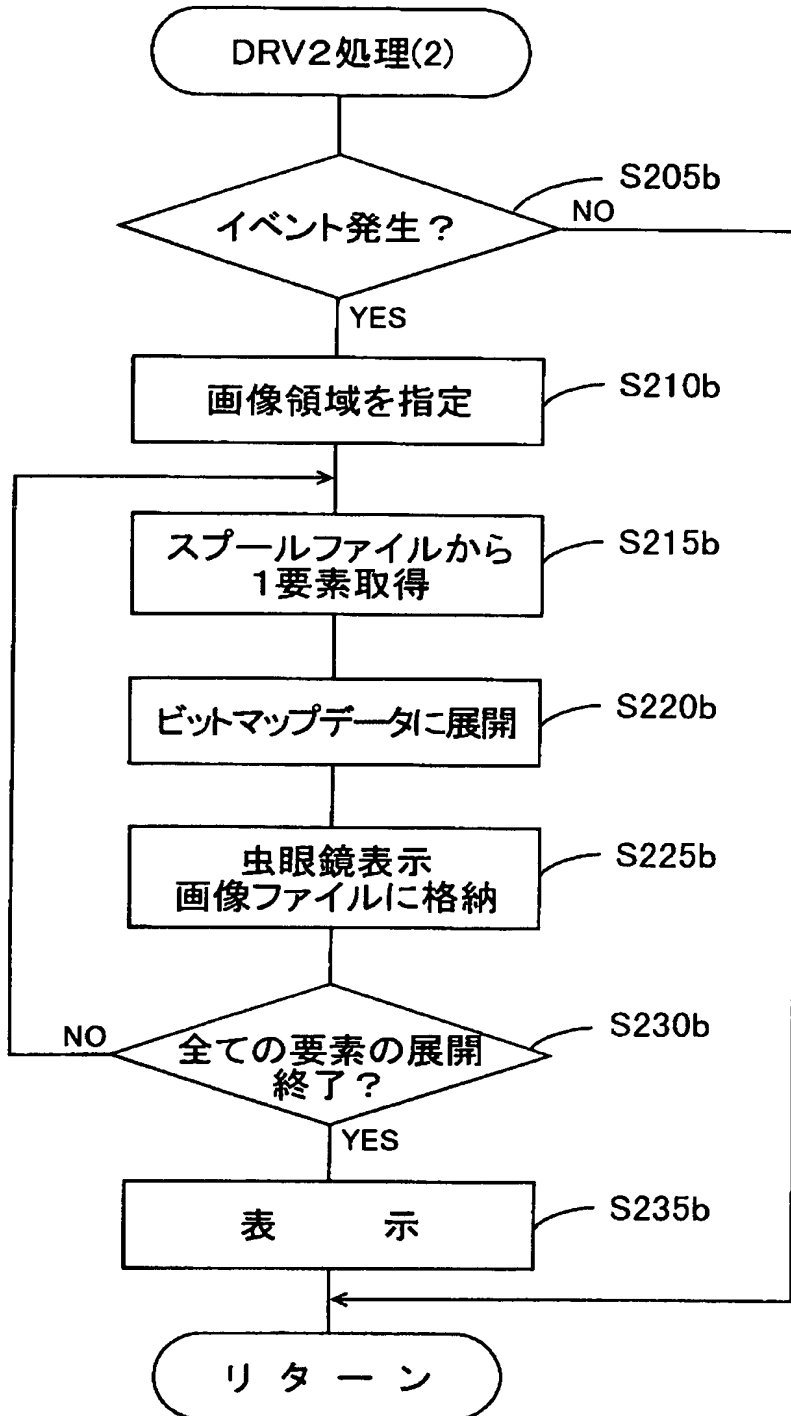 DRV2処理(2)
S205b
イベント発生？
NO
YES
画像領域を指定
S210b
スプールファイルから
1要素取得
S215b
ビットマップデータに展開
S220b
虫眼鏡表示
画像ファイルに格納
S225b
NO
全ての要素の展開
終了？
S230b
YES
表　示
S235b
リターン